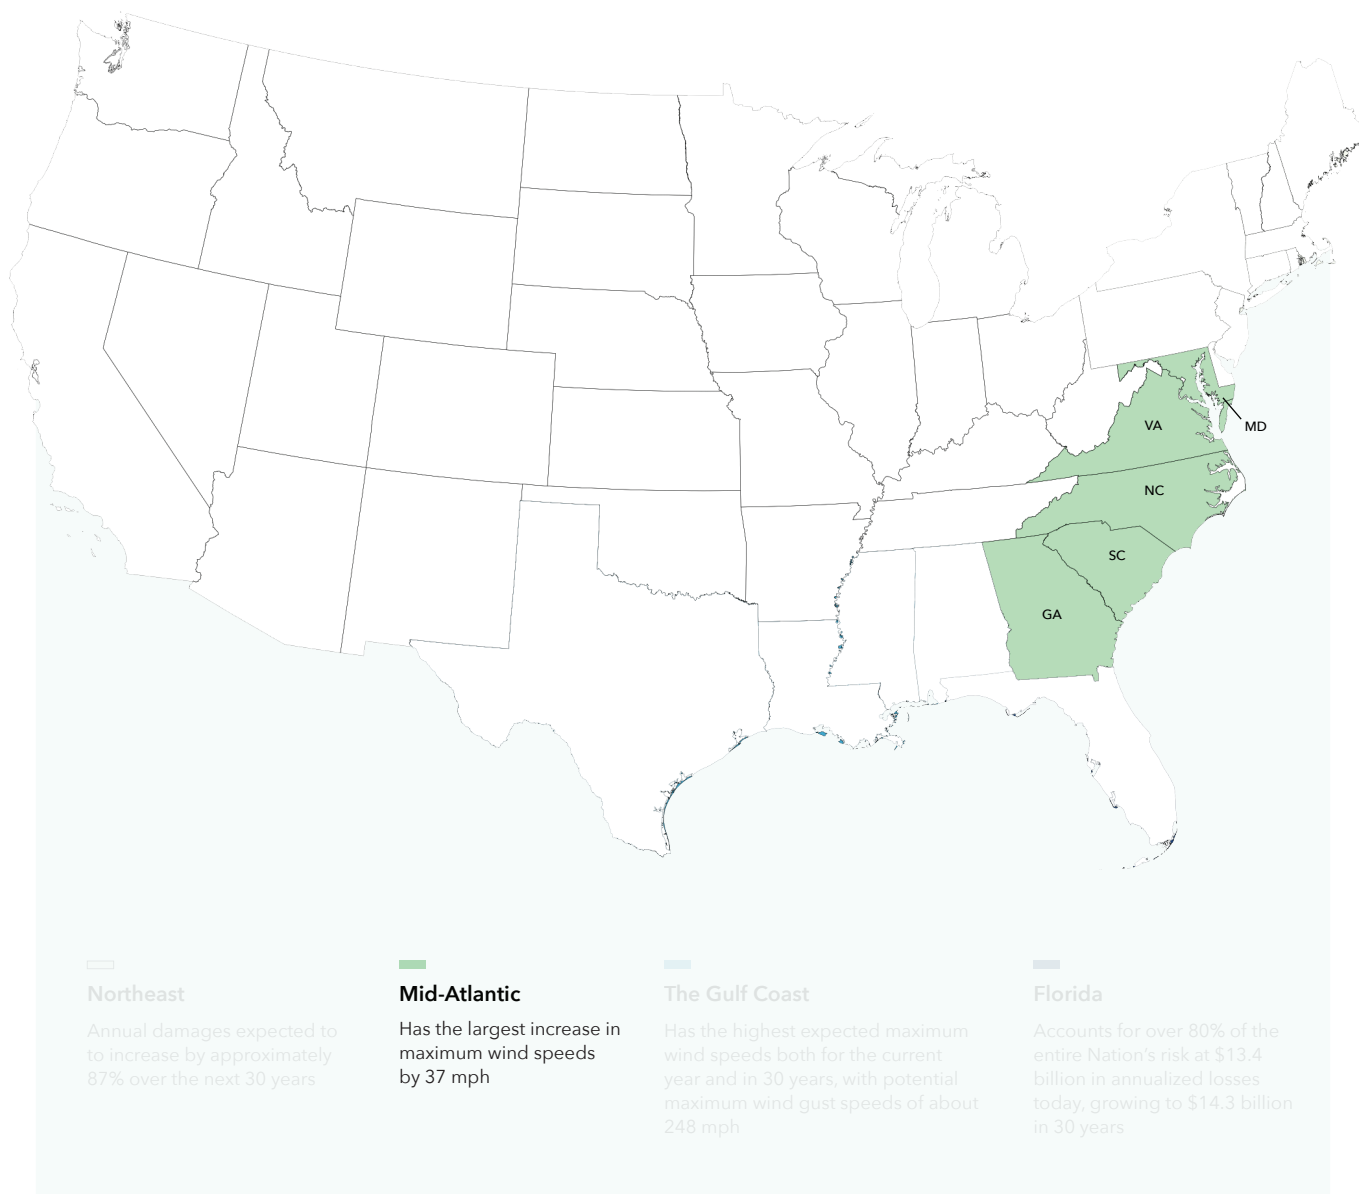 VA
MD
NC
SC
GA
Northeast
Annual damages expected to
to increase by approximately
87% over the next 30 years
Mid-Atlantic
Has the largest increase in
maximum wind speeds
by 37 mph
The Gulf Coast
Has the highest expected maximum
wind speeds both for the current
year and in 30 years, with potential
maximum wind gust speeds of about
248 mph
Florida
Accounts for over 80% of the
entire Nation's risk at $13.4
billion in annualized losses
today, growing to $14.3 billion
in 30 years